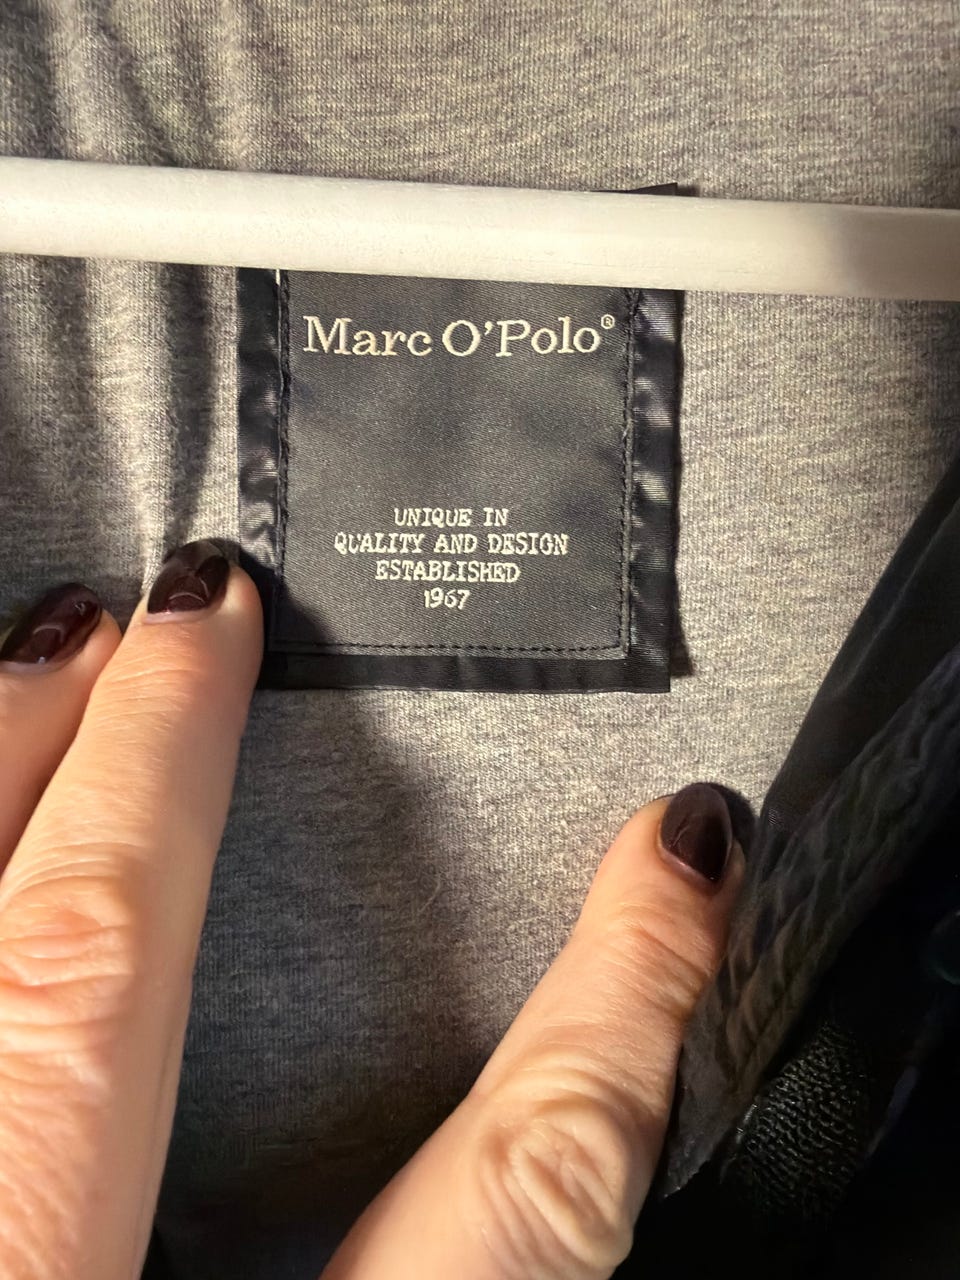 Marc O'Polo®
UNIQUE IN
QUALITY AND DESIGN
ESTABLISHED
1967